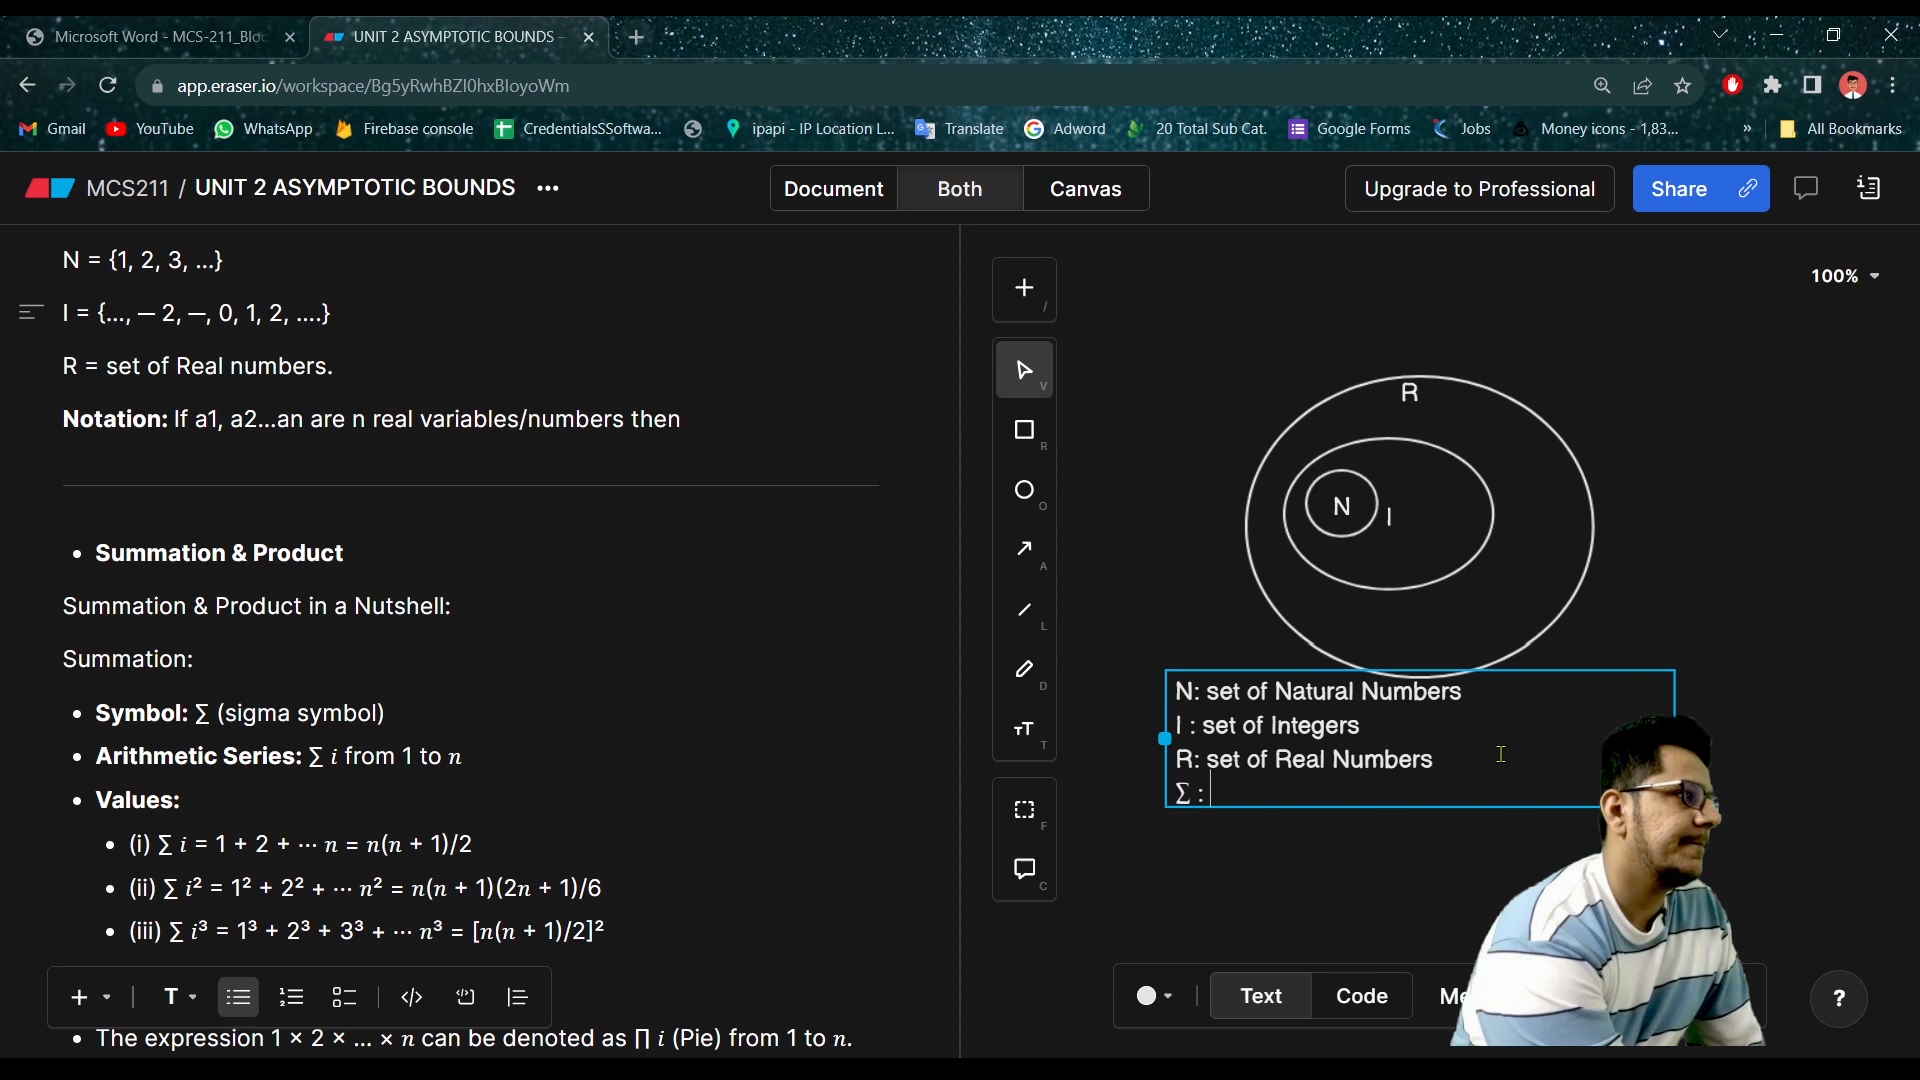 Microsoft Word - MCS-211_Bloc
UNIT 2 ASYMPTOTIC BOUNDS -
app.eraser.io/workspace/Bg5yRwhBZI0hxBIoyoWm
Gmail
YouTube
WhatsApp
Firebase console
CredentialsSSoftwa...
ipapi - IP Location L...
Translate
Adword
20 Total Sub Cat.
Google Forms
Jobs
Money icons - 1,83...
»
All Bookmarks
MCS211 / UNIT 2 ASYMPTOTIC BOUNDS •••
Document
Both
Canvas
Upgrade to Professional
Share
N = {1, 2, 3, ...}
I = {..., — 2, —, 0, 1, 2, ....}
R = set of Real numbers.
Notation: If a1, a2...an are n real variables/numbers then
• Summation & Product
Summation & Product in a Nutshell:
Summation:
• Symbol: ∑ (sigma symbol)
• Arithmetic Series: ∑ 𝑖 from 1 to 𝑛
• Values:
• (i) ∑ 𝑖 = 1 + 2 + ⋯ 𝑛 = 𝑛(𝑛 + 1)/2
• (ii) ∑ 𝑖² = 1² + 2² + ⋯ 𝑛² = 𝑛(𝑛 + 1)(2𝑛 + 1)/6
• (iii) ∑ 𝑖³ = 1³ + 2³ + 3³ + ⋯ 𝑛³ = [𝑛(𝑛 + 1)/2]²
T
• The expression 1 × 2 × … × 𝑛 can be denoted as ∏ 𝑖 (Pie) from 1 to 𝑛.
/
V
R
O
A
L
D
TT
T
F
C
100%
R
N
I
N: set of Natural Numbers
I : set of Integers
R: set of Real Numbers
∑ :
Text
Code
Me
?